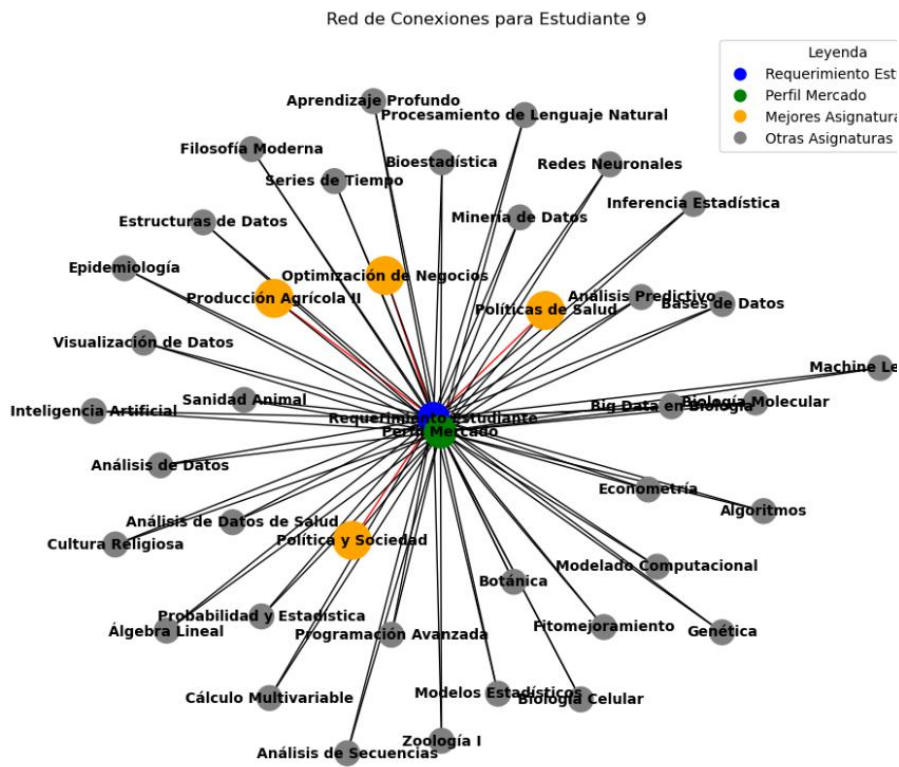 Red de Conexiones para Estudiante 9
Leyenda
Requerimiento Estu
Perfil Mercado
Mejores Asignatura
Otras Asignaturas
Aprendizaje Profundo
Procesamiento de Lenguaje Natural
Filosofía Moderna
Bioestadística
Redes Neuronales
Series de Tiempo
Inferencia Estadística
Estructuras de Datos
Minería de Datos
Epidemiología
Optimización de Negocios
Producción Agrícola II
Análisis Predictivo
Bases de Datos
Políticas de Salud
Visualización de Datos
Machine Le
Sanidad Animal
Inteligencia Artificial
Big Data en Biología
Biología Molecular
Requerimiento Estudiante
Perfil Mercado
Análisis de Datos
Econometría
Algoritmos
Análisis de Datos de Salud
Cultura Religiosa
Política y Sociedad
Modelado Computacional
Botánica
Probabilidad y Estadística
Álgebra Lineal
Programación Avanzada
Fitomejoramiento
Genética
Cálculo Multivariable
Modelos Estadísticos
Biología Celular
Zoología I
Análisis de Secuencias